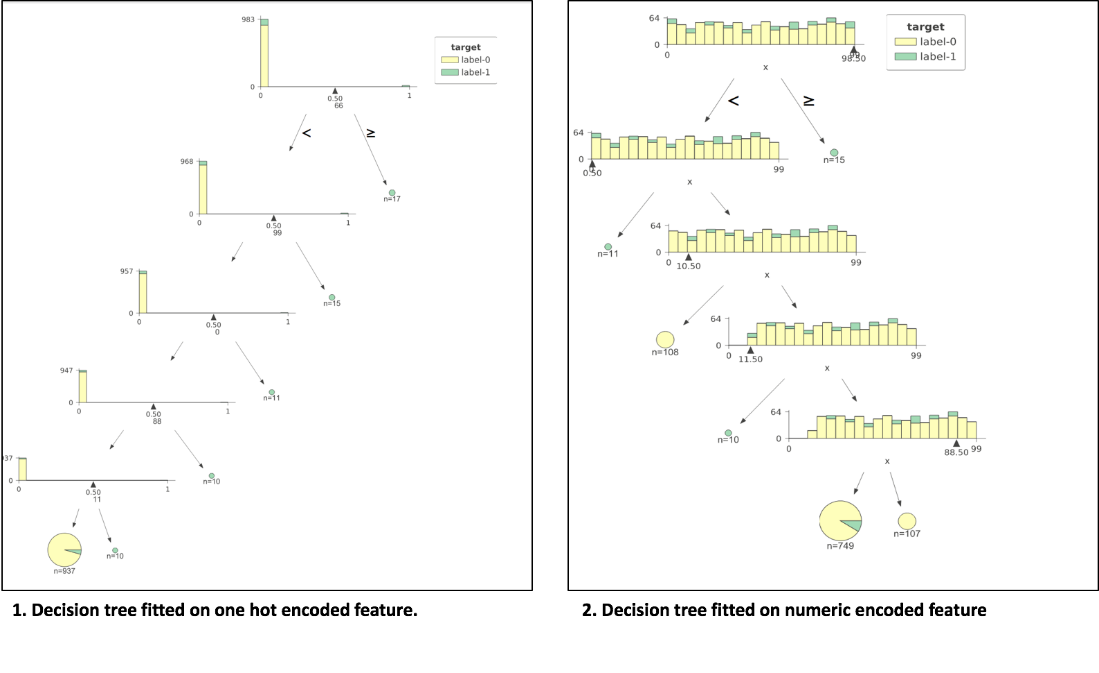 983
target
label-0
label-1
0
0
0.50
66
1
<
≥
968
0
0
0.50
99
1
n=17
957
0
0
0.50
0
1
n=15
947
0
0
0.50
88
1
n=11
0
0
0.50
11
1
n=10
n=937
n=10
1. Decision tree fitted on one hot encoded feature.
64
target
label-0
label-1
0
0
98.50
x
<
≥
64
0
0.50
99
x
n=15
64
0
0 10.50
99
x
n=11
64
0
0
11.50
99
x
n=108
64
0
0
88.50 99
x
n=10
n=749
n=107
2. Decision tree fitted on numeric encoded feature